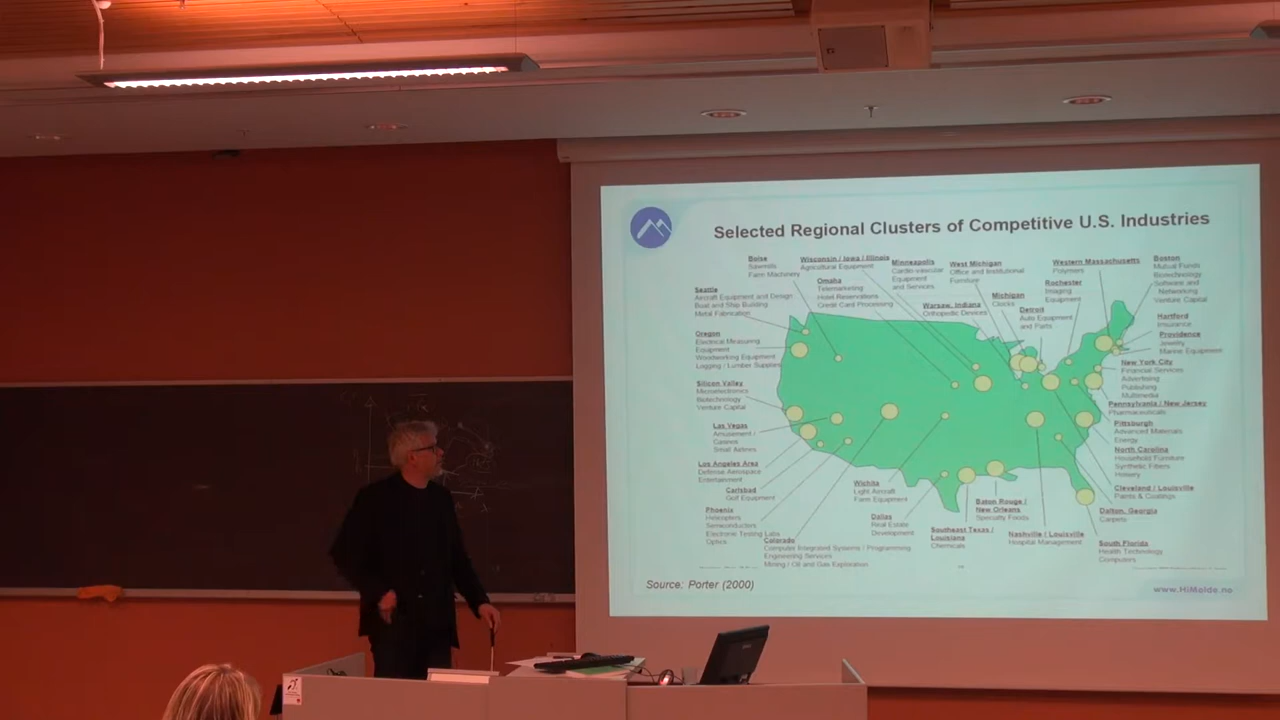 Selected Regional Clusters of Competitive U.S. Industries
Boise
Sawmills
Farm Machinery
Wisconsin / Iowa / Illinois
Agricultural Equipment
Omaha
Telemarketing
Hotel Reservations
Credit Card Processing
Minneapolis
Cardio-vascular
Equipment
and Services
West Michigan
Office and Institutional
Furniture
Warsaw, Indiana
Orthopedic Devices
Michigan
Clocks
Detroit
Auto Equipment
and Parts
Western Massachusetts
Polymers
Rochester
Imaging
Equipment
Boston
Mutual Funds
Biotechnology
Software and
Networking
Venture Capital
Hartford
Insurance
Providence
Jewelry
Marine Equipment
New York City
Financial Services
Advertising
Publishing
Multimedia
Pennsylvania / New Jersey
Pharmaceuticals
Pittsburgh
Advanced Materials
Energy
North Carolina
Household Furniture
Synthetic Fibers
Hosiery
Cleveland / Louisville
Paints & Coatings
Dalton, Georgia
Carpets
South Florida
Health Technology
Computers
Nashville / Louisville
Hospital Management
Baton Rouge /
New Orleans
Specialty Foods
Southeast Texas /
Louisiana
Chemicals
Dallas
Real Estate
Development
Wichita
Light Aircraft
Farm Equipment
Seattle
Aircraft Equipment and Design
Boat and Ship Building
Metal Fabrication
Oregon
Electrical Measuring
Equipment
Woodworking Equipment
Logging / Lumber Supplies
Silicon Valley
Microelectronics
Biotechnology
Venture Capital
Las Vegas
Amusement /
Casinos
Small Airlines
Los Angeles Area
Defense Aerospace
Entertainment
Carlsbad
Golf Equipment
Phoenix
Helicopters
Semiconductors
Electronic Testing Labs
Optics
Colorado
Computer Integrated Systems / Programming
Engineering Services
Mining / Oil and Gas Exploration
Source: Porter (2000)
www.HiMolde.no